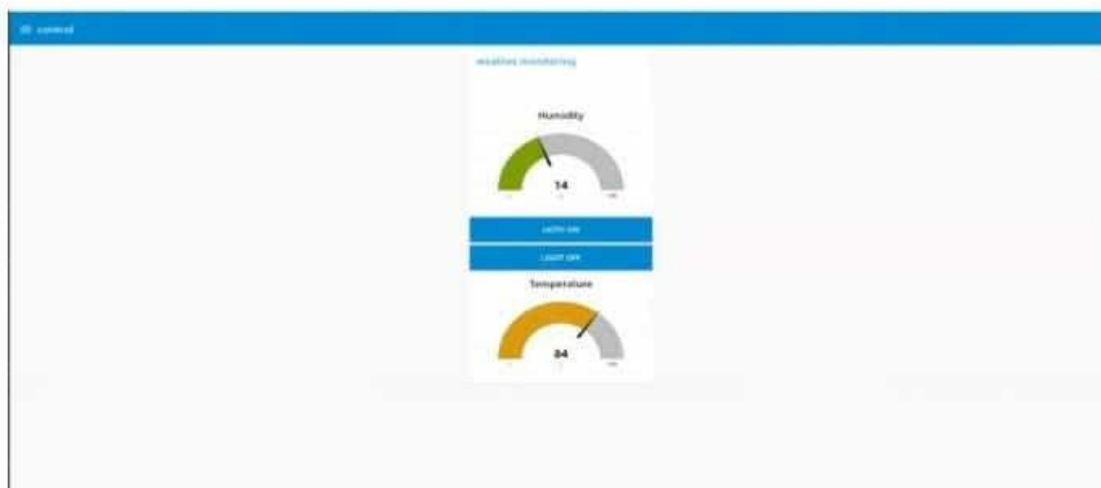 control
weather monitoring
Humidity
14
LIGHT ON
LIGHT OFF
Temperature
84